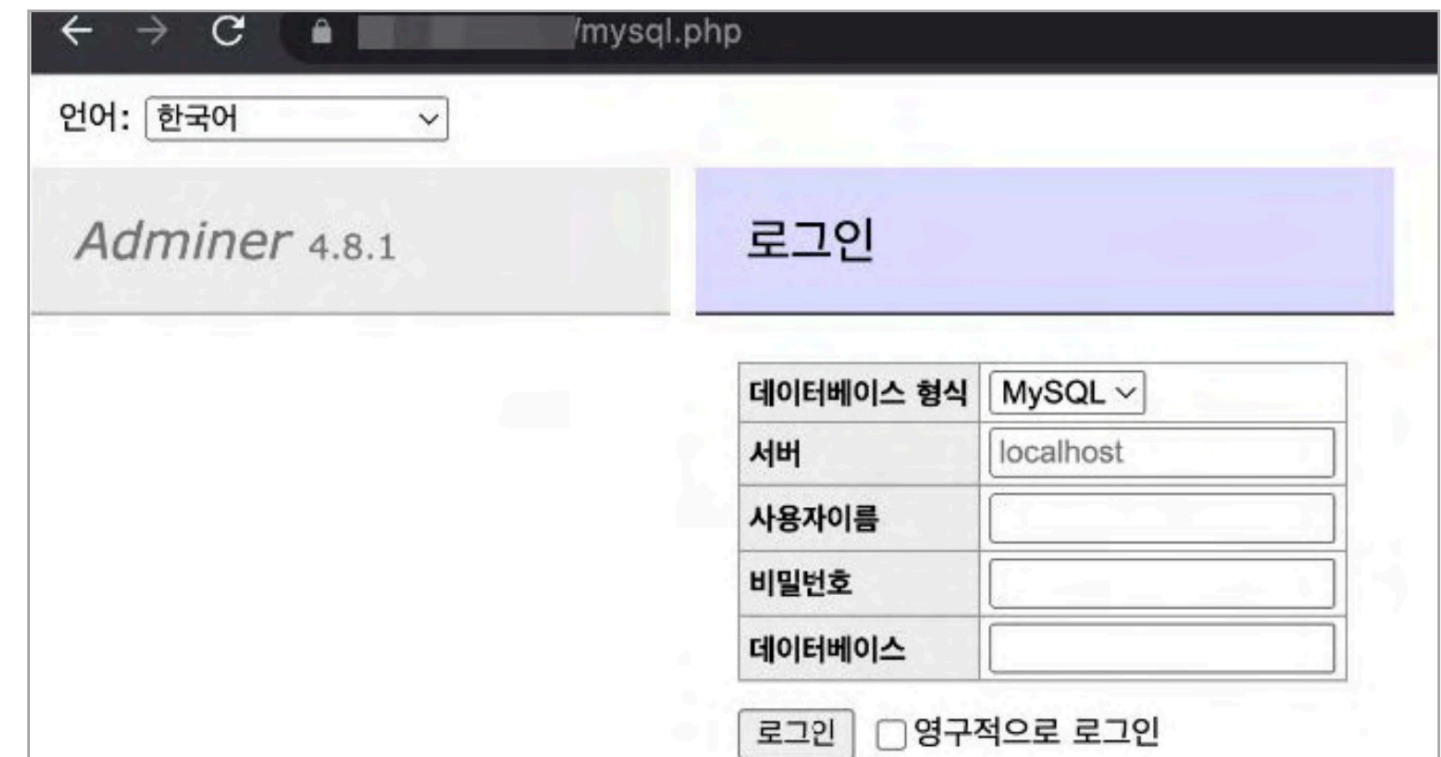 /mysql.php
언어: 한국어
Adminer 4.8.1
로그인
데이터베이스 형식 MySQL
서버 localhost
사용자이름
비밀번호
데이터베이스
로그인 영구적으로 로그인